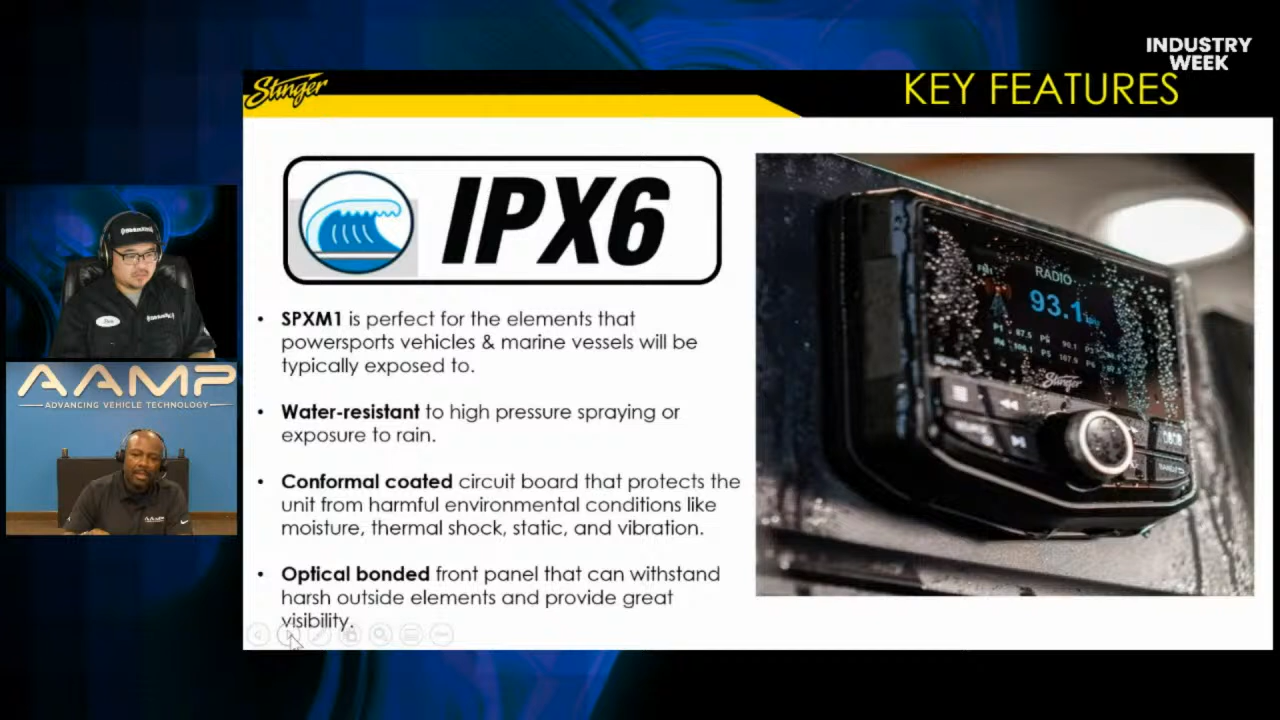 INDUSTRY
WEEK
Stinger
KEY FEATURES
IPX6
• SPXM1 is perfect for the elements that
powersports vehicles & marine vessels will be
typically exposed to.
• Water-resistant to high pressure spraying or
exposure to rain.
• Conformal coated circuit board that protects the
unit from harmful environmental conditions like
moisture, thermal shock, static, and vibration.
• Optical bonded front panel that can withstand
harsh outside elements and provide great
visibility.
RADIO
93.1
Stinger
AAMP
ADVANCING VEHICLE TECHNOLOGY
AAMP